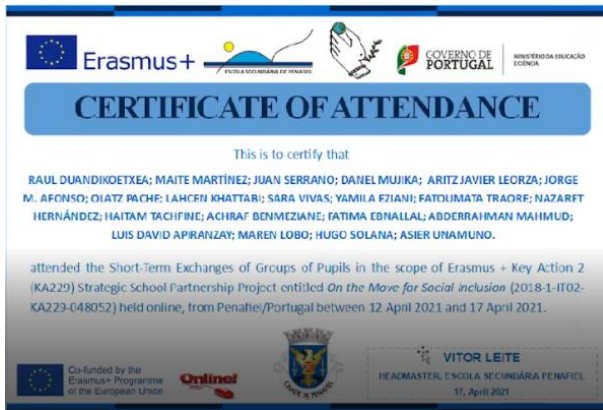 Erasmus+
ESCOLA SECUNDÁRIA DE PENAFIEL
GOVERNO DE
PORTUGAL
MINISTÉRIO DA EDUCAÇÃO
E CIÊNCIA
CERTIFICATE OF ATTENDANCE
This is to certify that
RAUL DUANDIKOETXEA; MAITE MARTÍNEZ; JUAN SERRANO; DANEL MUJIKA; ARITZ JAVIER LEORZA; JORGE
M. AFONSO; OLATZ PACHE; LAHCEN KHATTABI; SARA VIVAS; YAMILA EZIANI; FATOUMATA TRAORE; NAZARET
HERNÁNDEZ; HAITAM TACHFINE; ACHRAF BENMEZIANE; FATIMA EBNALLAL; ABDERRAHMAN MAHMUD;
LUIS DAVID APIRANZAY; MAREN LOBO; HUGO SOLANA; ASIER UNAMUNO.
attended the Short-Term Exchanges of Groups of Pupils in the scope of Erasmus + Key Action 2
(KA229) Strategic School Partnership Project entitled On the Move for Social Inclusion (2018-1-IT02-
KA229-048052) held online, from Penafiel/Portugal between 12 April 2021 and 17 April 2021.
Co-funded by the
Erasmus+ Programme
of the European Union
Online!
CIDADE DE PENAFIEL
VITOR LEITE
HEADMASTER, ESCOLA SECUNDÁRIA PENAFIEL
17, April 2021